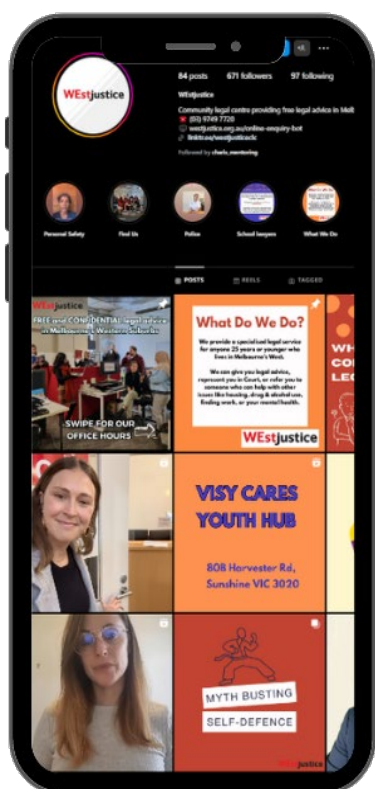 WEstjustice
84 posts 671 followers 97 following
WEstjustice
Community legal centre providing free legal advice in Melb
(03) 9749 7720
westjustice.org.au/online-enquiry-bot
linktr.ee/westjusticeclc
Followed by charis_mentoring
Personal Safety Find Us Police School lawyers What We Do
POSTS REELS TAGGED
WEstjustice
FREE and CONFIDENTIAL legal advice
in Melbourne's Western Suburbs
SWIPE FOR OUR
OFFICE HOURS
What Do We Do?
We provide a specialised legal service
for anyone 25 years or younger who
lives in Melbourne's West.
We can give you legal advice,
represent you in Court, or refer you to
someone who can help with other
issues like housing, drug & alcohol use,
finding work, or your mental health.
WEstjustice
WH
CO
LEG
VISY CARES
YOUTH HUB
80B Harvester Rd,
Sunshine VIC 3020
MYTH BUSTING
SELF-DEFENCE
WEstjustice